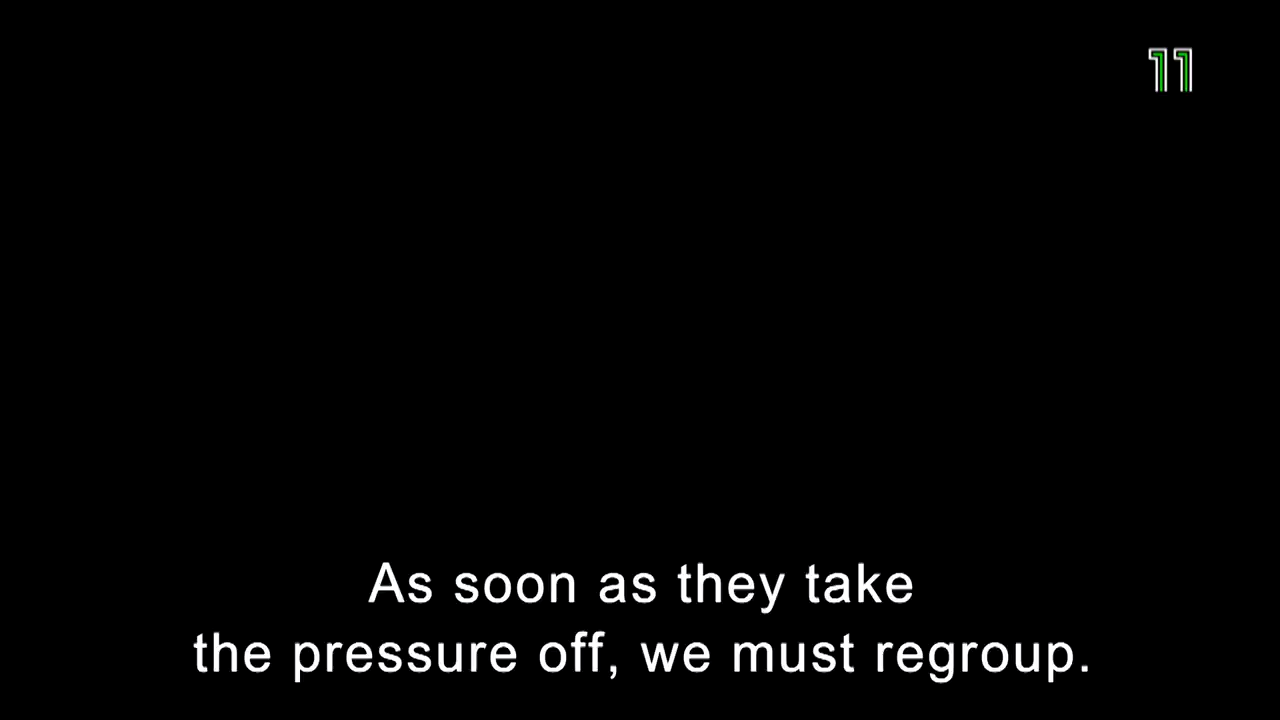 11
As soon as they take
the pressure off, we must regroup.